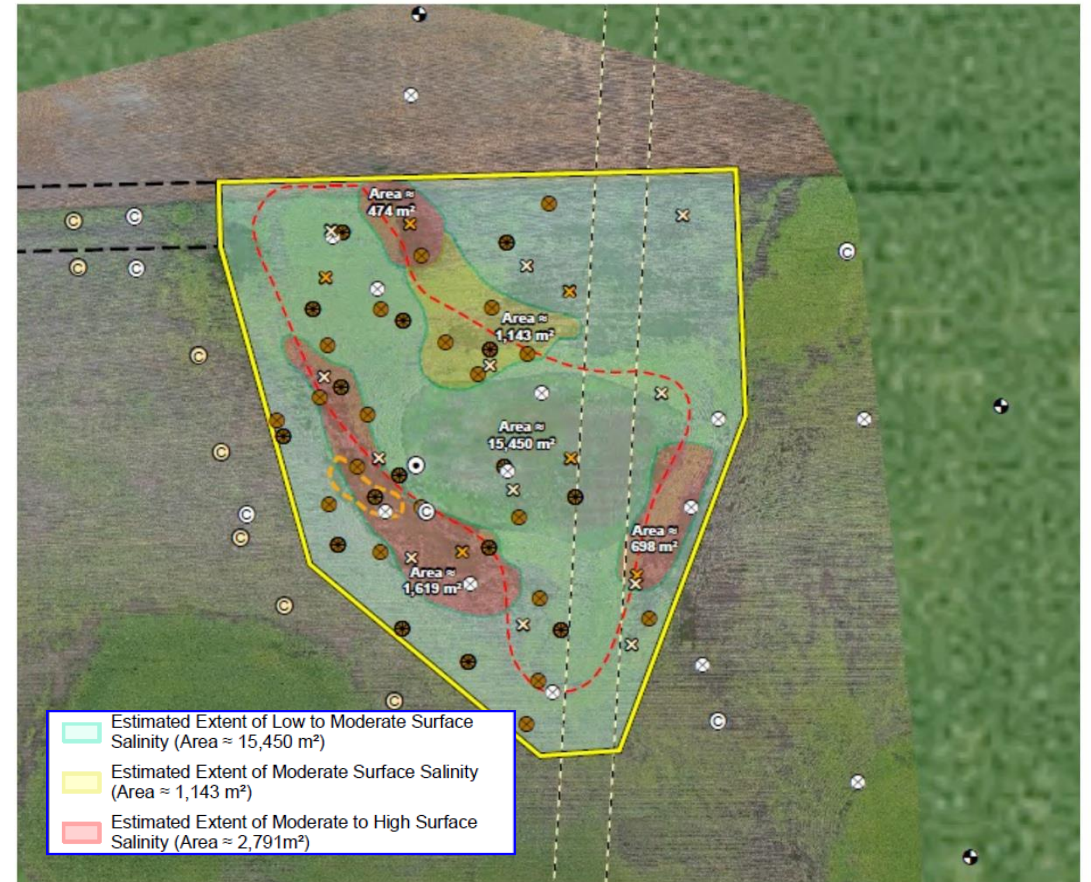 Area ≈
474 m²
Area ≈
1,143 m²
Area ≈
15,450 m²
Area ≈
698 m²
Area ≈
1,619 m²
C
C
C
C
C
C
C
C
C
C
C
C
C
C
Estimated Extent of Low to Moderate Surface
Salinity (Area ≈ 15,450 m²)
Estimated Extent of Moderate Surface Salinity
(Area ≈ 1,143 m²)
Estimated Extent of Moderate to High Surface
Salinity (Area ≈ 2,791m²)